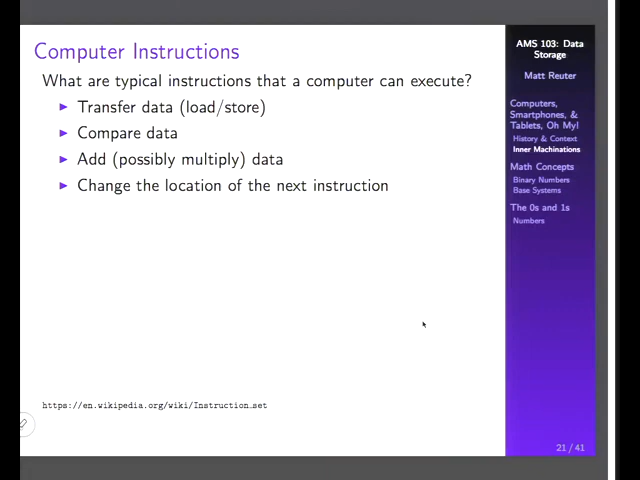 Computer Instructions
What are typical instructions that a computer can execute?
Transfer data (load/store)
Compare data
Add (possibly multiply) data
Change the location of the next instruction
https://en.wikipedia.org/wiki/Instruction_set
AMS 103: Data
Storage
Matt Reuter
Computers,
Smartphones, &
Tablets, Oh My!
History & Context
Inner Machinations
Math Concepts
Binary Numbers
Base Systems
The 0s and 1s
Numbers
21 / 41